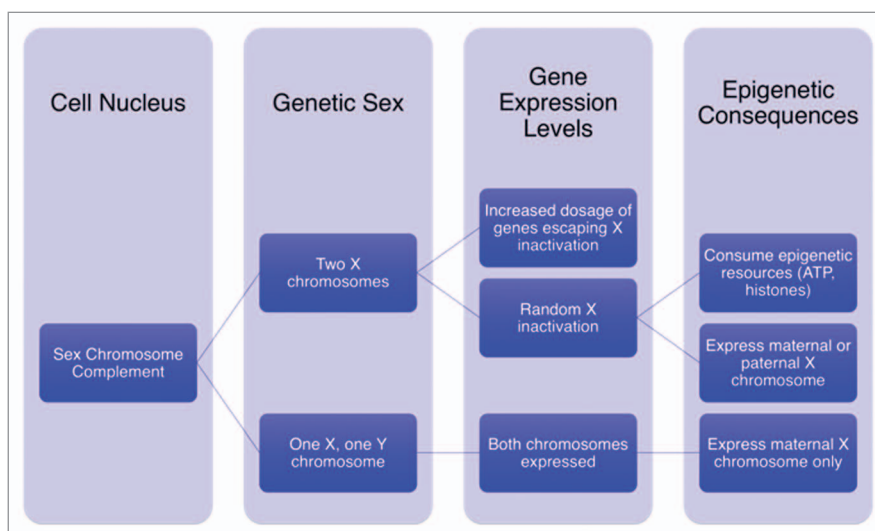 Cell Nucleus
Genetic Sex
Gene
Expression
Levels
Epigenetic
Consequences
Sex Chromosome
Complement
Two X
chromosomes
One X, one Y
chromosome
Increased dosage of
genes escaping X
inactivation
Random X
inactivation
Both chromosomes
expressed
Consume epigenetic
resources (ATP,
histones)
Express maternal or
paternal X
chromosome
Express maternal X
chromosome only